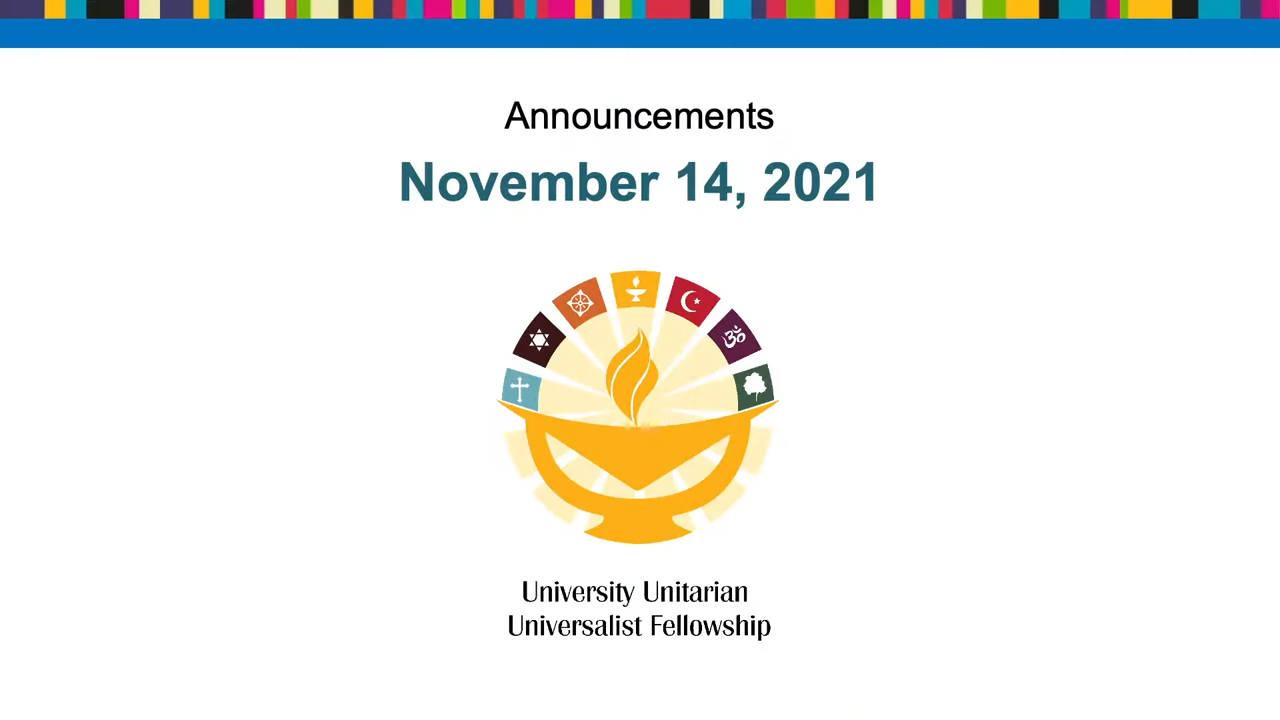 Announcements
November 14, 2021
ॐ
University Unitarian
Universalist Fellowship